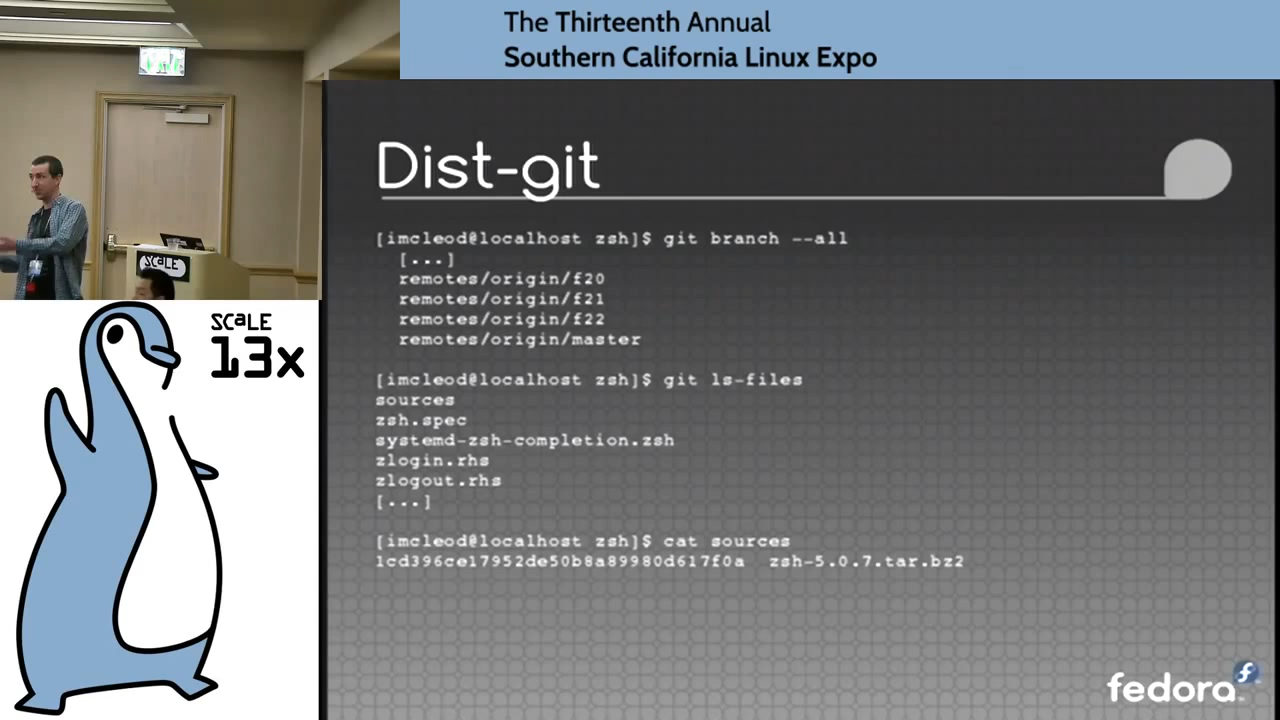 The Thirteenth Annual
Southern California Linux Expo
SCALE
SCALE
13x
Dist-git
[imcleod@localhost zsh]$ git branch --all
[...]
remotes/origin/f20
remotes/origin/f21
remotes/origin/f22
remotes/origin/master
[imcleod@localhost zsh]$ git ls-files
sources
zsh.spec
systemd-zsh-completion.zsh
zlogin.rhs
zlogout.rhs
[...]
[imcleod@localhost zsh]$ cat sources
1cd396ce17952de50b8a89980d617f0a  zsh-5.0.7.tar.bz2
fedora